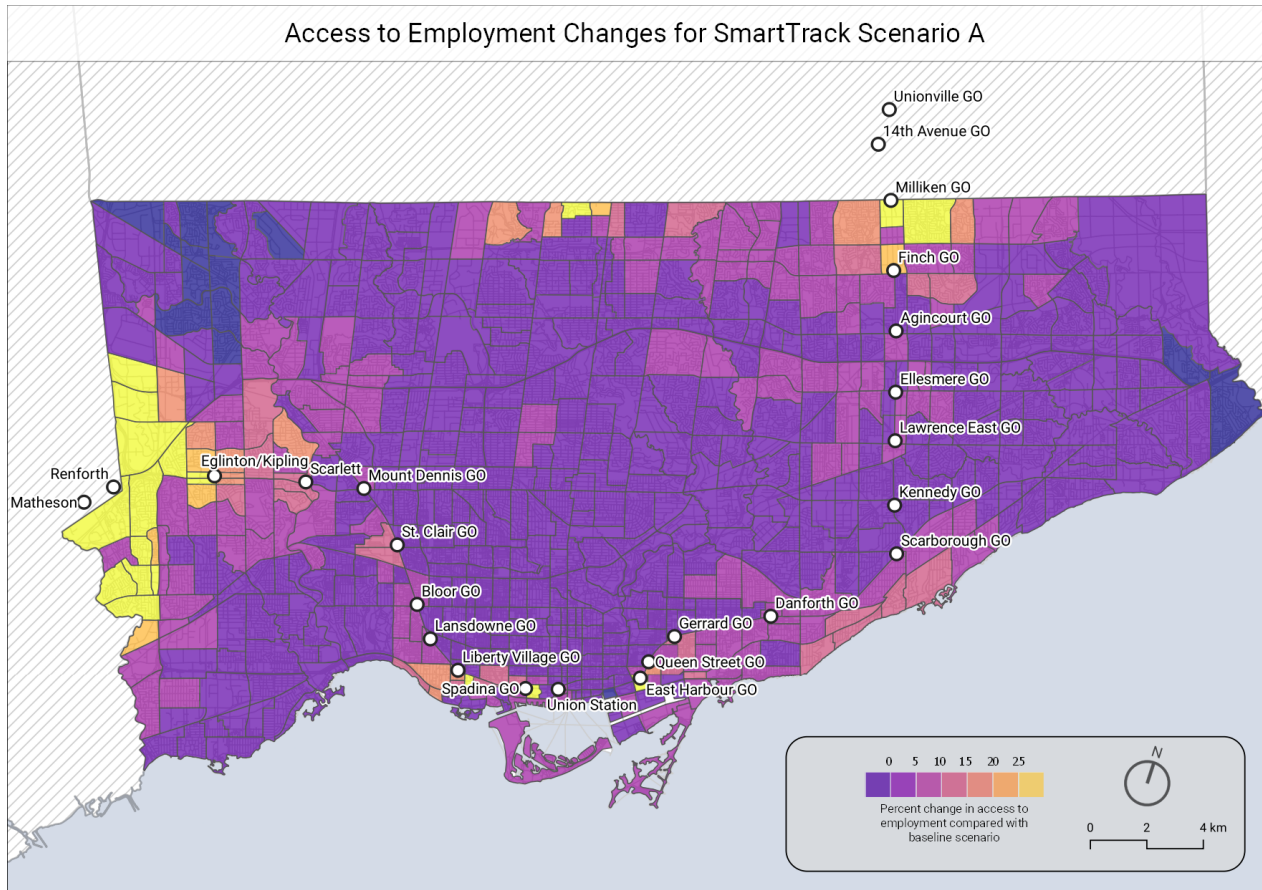 Access to Employment Changes for SmartTrack Scenario A
Unionville GO
14th Avenue GO
Milliken GO
Finch GO
Agincourt GO
Ellesmere GO
Lawrence East GO
Eglinton/Kipling
Scarlett
Mount Dennis GO
Renforth
Matheson
Kennedy GO
St. Clair GO
Scarborough GO
Bloor GO
Danforth GO
Lansdowne GO
Gerrard GO
Liberty Village GO
Queen Street GO
Spadina GO
East Harbour GO
Union Station
N
0 5 10 15 20 25
Percent change in access to
employment compared with
baseline scenario
0 2 4 km